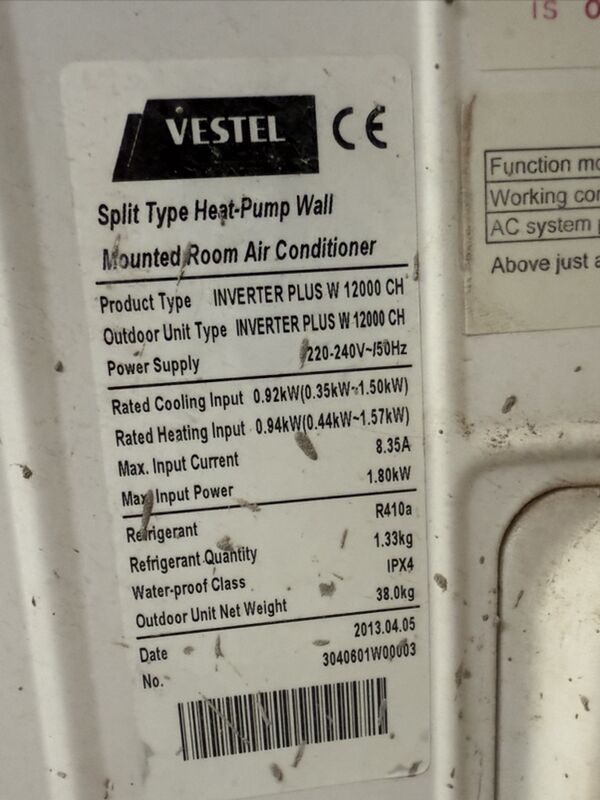 VESTEL CE
Split Type Heat-Pump Wall
Mounted Room Air Conditioner
Product Type INVERTER PLUS W 12000 CH
Outdoor Unit Type INVERTER PLUS W 12000 CH
Power Supply 220-240V~/50Hz
Rated Cooling Input 0.92kW(0.35kW~1.50kW)
Rated Heating Input 0.94kW(0.44kW~1.57kW)
Max. Input Current 8.35A
Max. Input Power 1.80kW
Refrigerant R410a
Refrigerant Quantity 1.33kg
Water-proof Class IPX4
Outdoor Unit Net Weight 38.0kg
Date 2013.04.05
No. 3040601W00003
IS
Function
Working
AC system
Above just